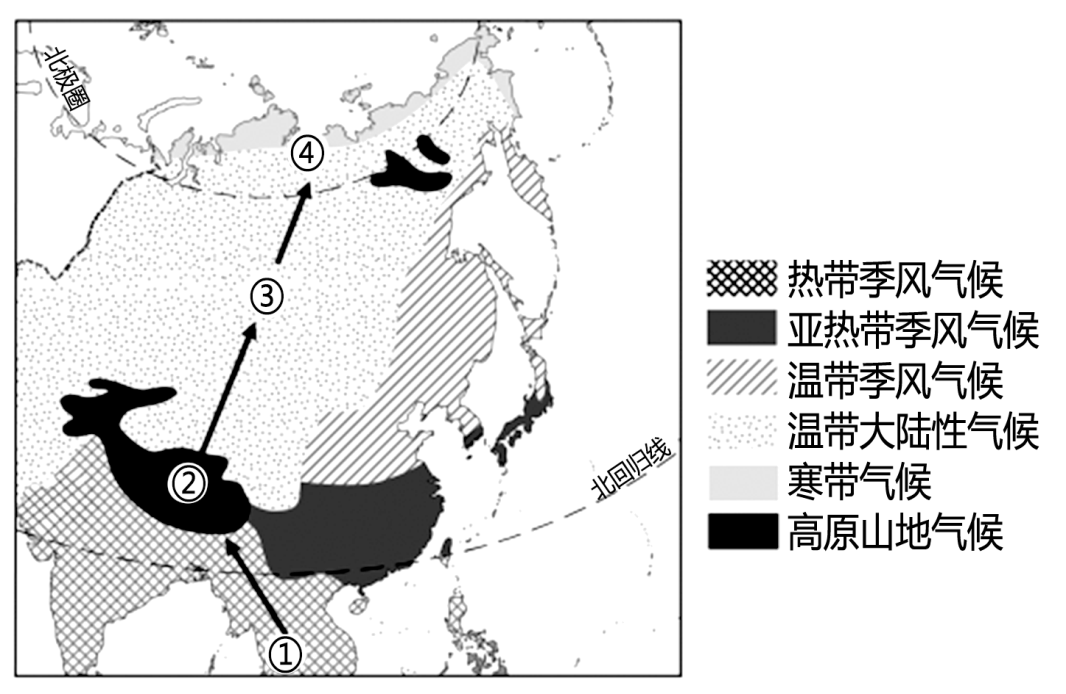 北极圈
④
③
②
①
北回归线
热带季风气候
亚热带季风气候
温带季风气候
温带大陆性气候
寒带气候
高原山地气候